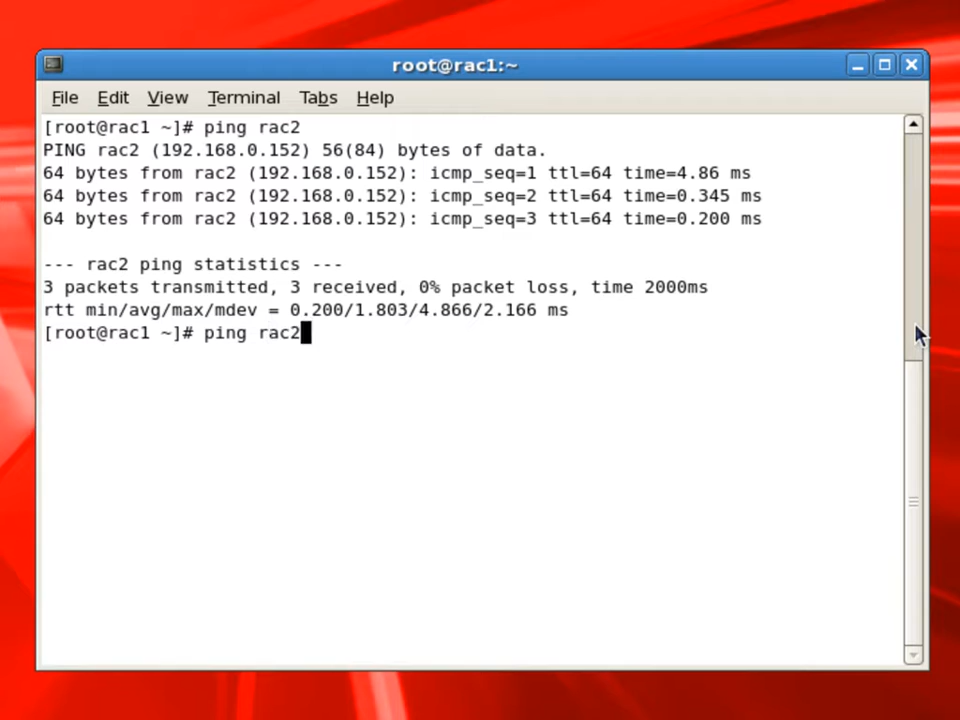 root@rac1:~
File Edit View Terminal Tabs Help
[root@rac1 ~]# ping rac2
PING rac2 (192.168.0.152) 56(84) bytes of data.
64 bytes from rac2 (192.168.0.152): icmp_seq=1 ttl=64 time=4.86 ms
64 bytes from rac2 (192.168.0.152): icmp_seq=2 ttl=64 time=0.345 ms
64 bytes from rac2 (192.168.0.152): icmp_seq=3 ttl=64 time=0.200 ms
--- rac2 ping statistics ---
3 packets transmitted, 3 received, 0% packet loss, time 2000ms
rtt min/avg/max/mdev = 0.200/1.803/4.866/2.166 ms
[root@rac1 ~]# ping rac2